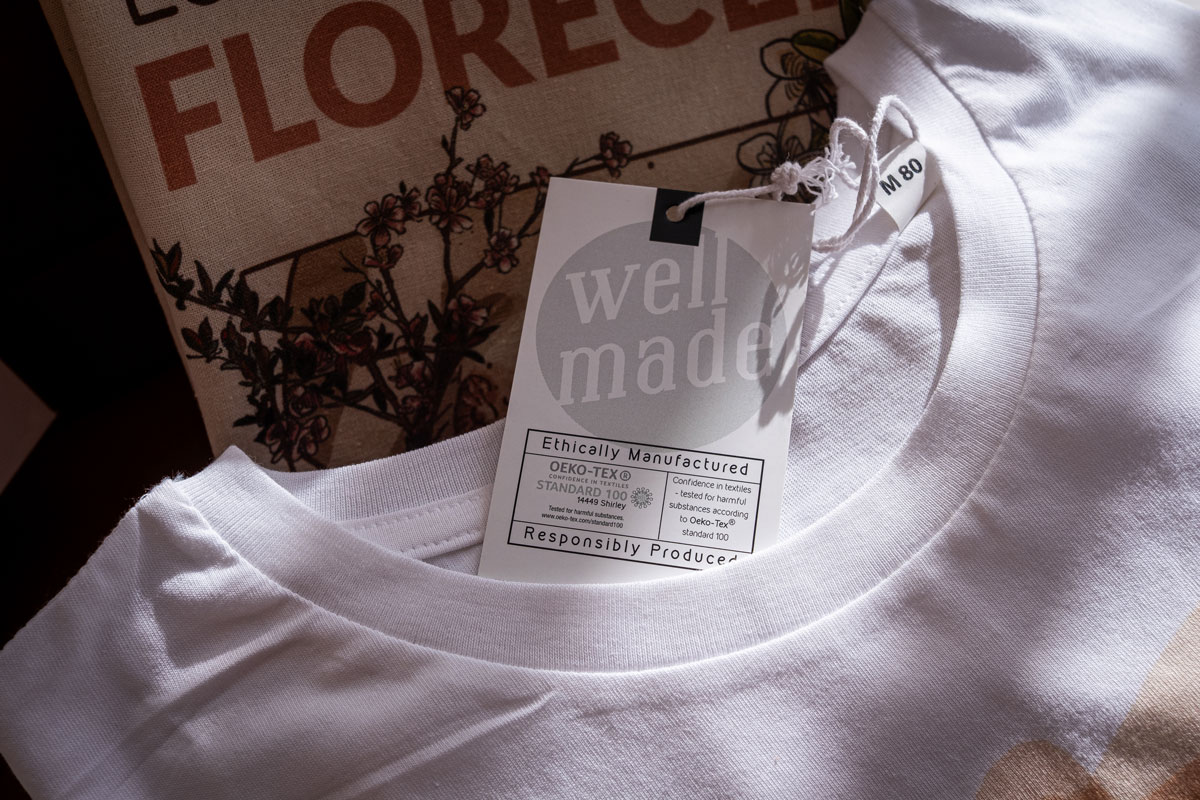 FLORECE
M 80
well
made
Ethically Manufactured
OEKO-TEX®
CONFIDENCE IN TEXTILES
STANDARD 100
14449 Shirley
Tested for harmful substances.
www.oeko-tex.com/standard100
Confidence in textiles
- tested for harmful
substances according
to Oeko-Tex®
standard 100
Responsibly Produced